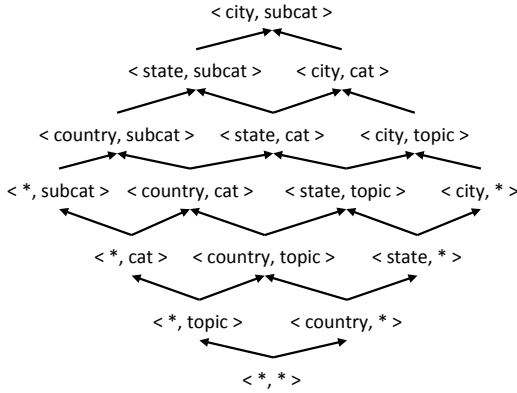 < city, subcat >
< state, subcat > < city, cat >
< country, subcat > < state, cat > < city, topic >
< *, subcat > < country, cat > < state, topic > < city, * >
< *, cat > < country, topic > < state, * >
< *, topic > < country, * >
< *, * >